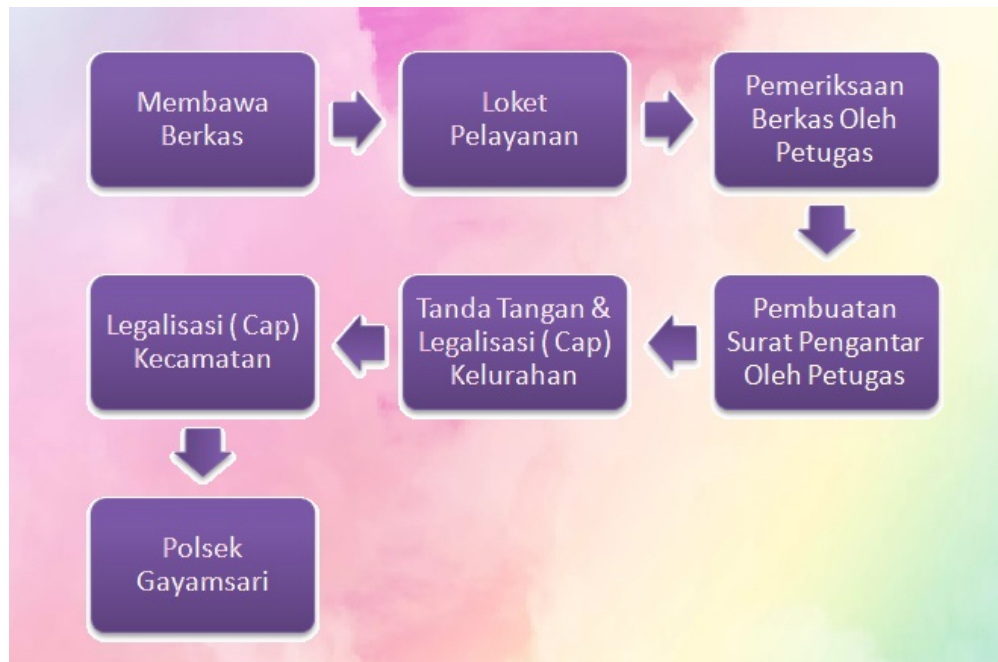 Membawa
Berkas
Loket
Pelayanan
Pemeriksaan
Berkas Oleh
Petugas
Pembuatan
Surat Pengantar
Oleh Petugas
Tanda Tangan &
Legalisasi ( Cap)
Kelurahan
Legalisasi ( Cap)
Kecamatan
Polsek
Gayamsari